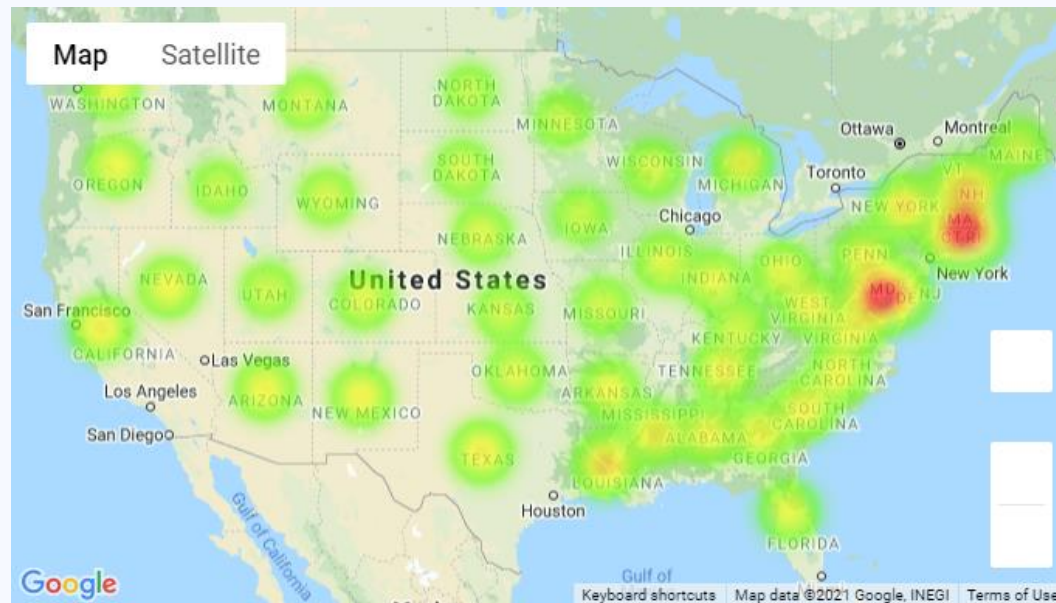 Map Satellite
WASHINGTON
MONTANA
NORTH
DAKOTA
MINNESOTA
Ottawa
Montreal
MAINE
OREGON
IDAHO
WYOMING
SOUTH
DAKOTA
WISCONSIN
MICHIGAN
Toronto
VT
NH
NEW YORK
MA
CT RI
NEBRASKA
IOWA
Chicago
ILLINOIS
INDIANA
OHIO
PENN
New York
NEVADA
UTAH
United States
COLORADO
KANSAS
MISSOURI
WEST
VIRGINIA
MD
DE NJ
San Francisco
CALIFORNIA
KENTUCKY
VIRGINIA
Las Vegas
OKLAHOMA
TENNESSEE
NORTH
CAROLINA
Los Angeles
ARIZONA
NEW MEXICO
ARKANSAS
MISSISSIPPI
SOUTH
CAROLINA
San Diego
ALABAMA
GEORGIA
TEXAS
LOUISIANA
Houston
FLORIDA
Gulf of California
Gulf of
Google
Keyboard shortcuts Map data ©2021 Google, INEGI Terms of Use